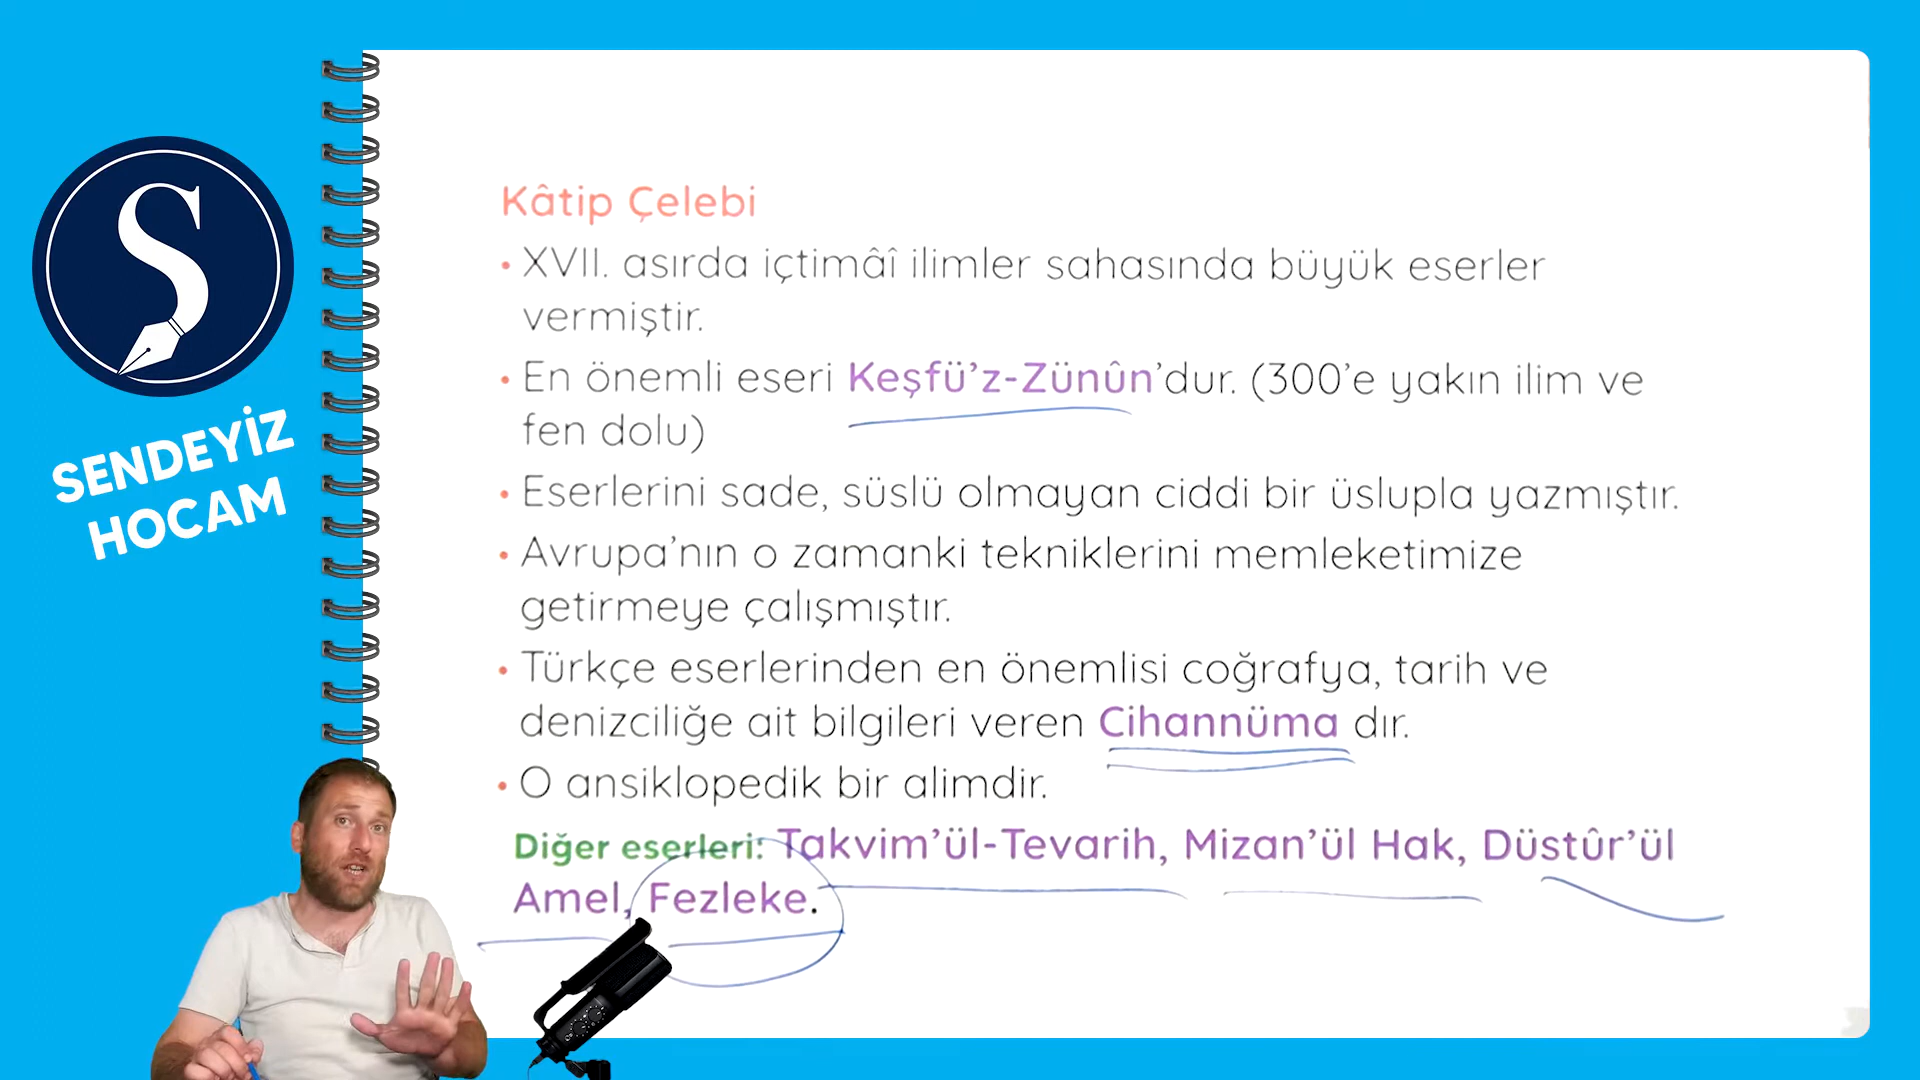 SENDEYİZ
HOCAM
Kâtip Çelebi
• XVII. asırda içtimâî ilimler sahasında büyük eserler
vermiştir.
• En önemli eseri Keşfü’z-Zünûn’dur. (300’e yakın ilim ve
fen dolu)
• Eserlerini sade, süslü olmayan ciddi bir üslupla yazmıştır.
• Avrupa’nın o zamanki tekniklerini memleketimize
getirmeye çalışmıştır.
• Türkçe eserlerinden en önemlisi coğrafya, tarih ve
denizciliğe ait bilgileri veren Cihannüma dır.
• O ansiklopedik bir alimdir.
Diğer eserleri: Takvim’ül-Tevarih, Mizan’ül Hak, Düstûr’ül
Amel, Fezleke.